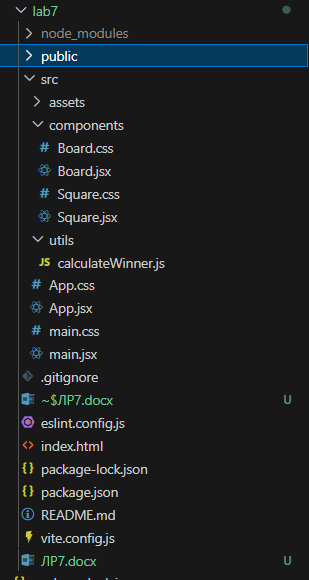 lab7
node_modules
public
src
assets
components
Board.css
Board.jsx
Square.css
Square.jsx
utils
JS calculateWinner.js
App.css
App.jsx
main.css
main.jsx
.gitignore
~$ЛР7.docx U
eslint.config.js
index.html
package-lock.json
package.json
README.md
vite.config.js
ЛР7.docx U